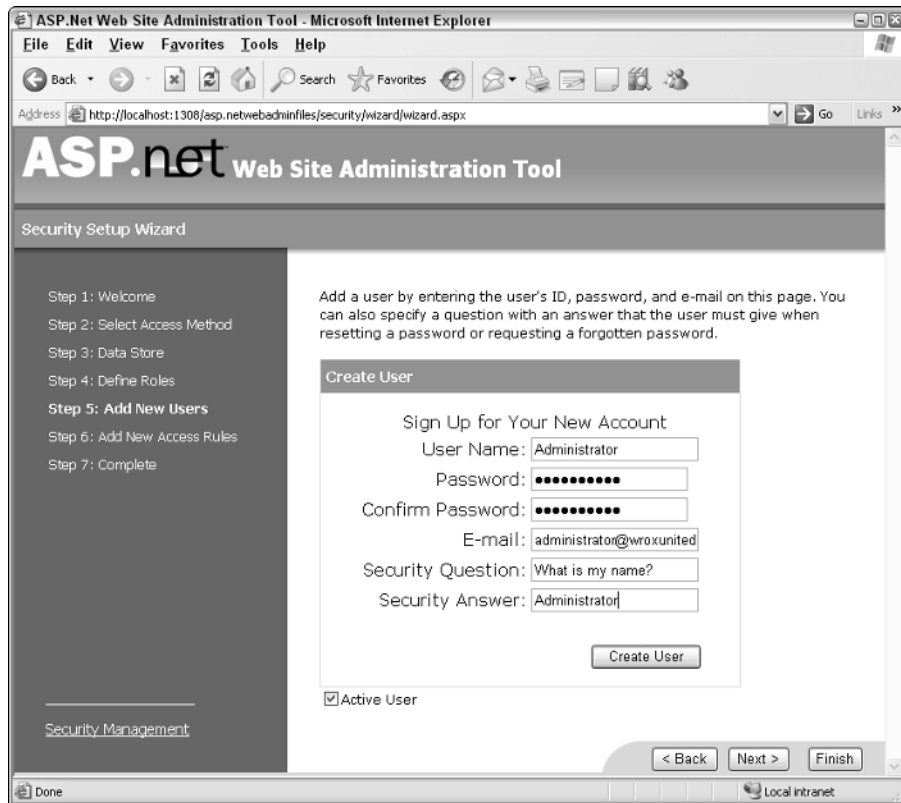 ASP.Net Web Site Administration Tool - Microsoft Internet Explorer
File Edit View Favorites Tools Help
Back Search Favorites
Address http://localhost:1308/asp.netwebadminfiles/security/wizard/wizard.aspx Go Links »
ASP.net Web Site Administration Tool
Security Setup Wizard
Step 1: Welcome
Step 2: Select Access Method
Step 3: Data Store
Step 4: Define Roles
Step 5: Add New Users
Step 6: Add New Access Rules
Step 7: Complete
Security Management
Add a user by entering the user's ID, password, and e-mail on this page. You
can also specify a question with an answer that the user must give when
resetting a password or requesting a forgotten password.
Create User
Sign Up for Your New Account
User Name: Administrator
Password: ••••••••••
Confirm Password: ••••••••••
E-mail: administrator@wroxunited
Security Question: What is my name?
Security Answer: Administrator
Create User
Active User
< Back Next > Finish
Done Local intranet